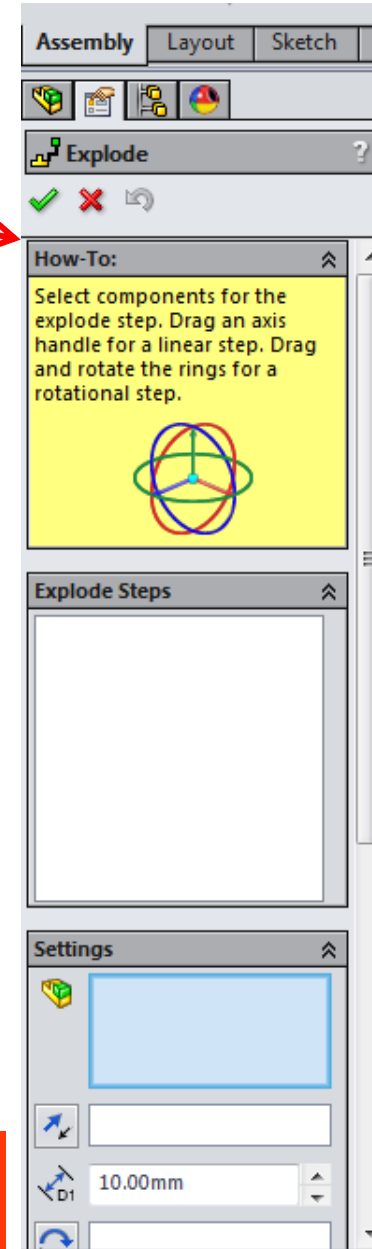 Assembly Layout Sketch
Explode ?
How-To:
Select components for the
explode step. Drag an axis
handle for a linear step. Drag
and rotate the rings for a
rotational step.
Explode Steps
Settings
D1 10.00mm